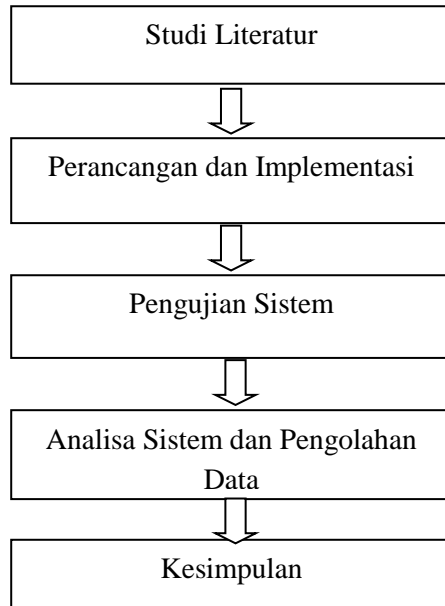 Studi Literatur
Perancangan dan Implementasi
Pengujian Sistem
Analisa Sistem dan Pengolahan
Data
Kesimpulan